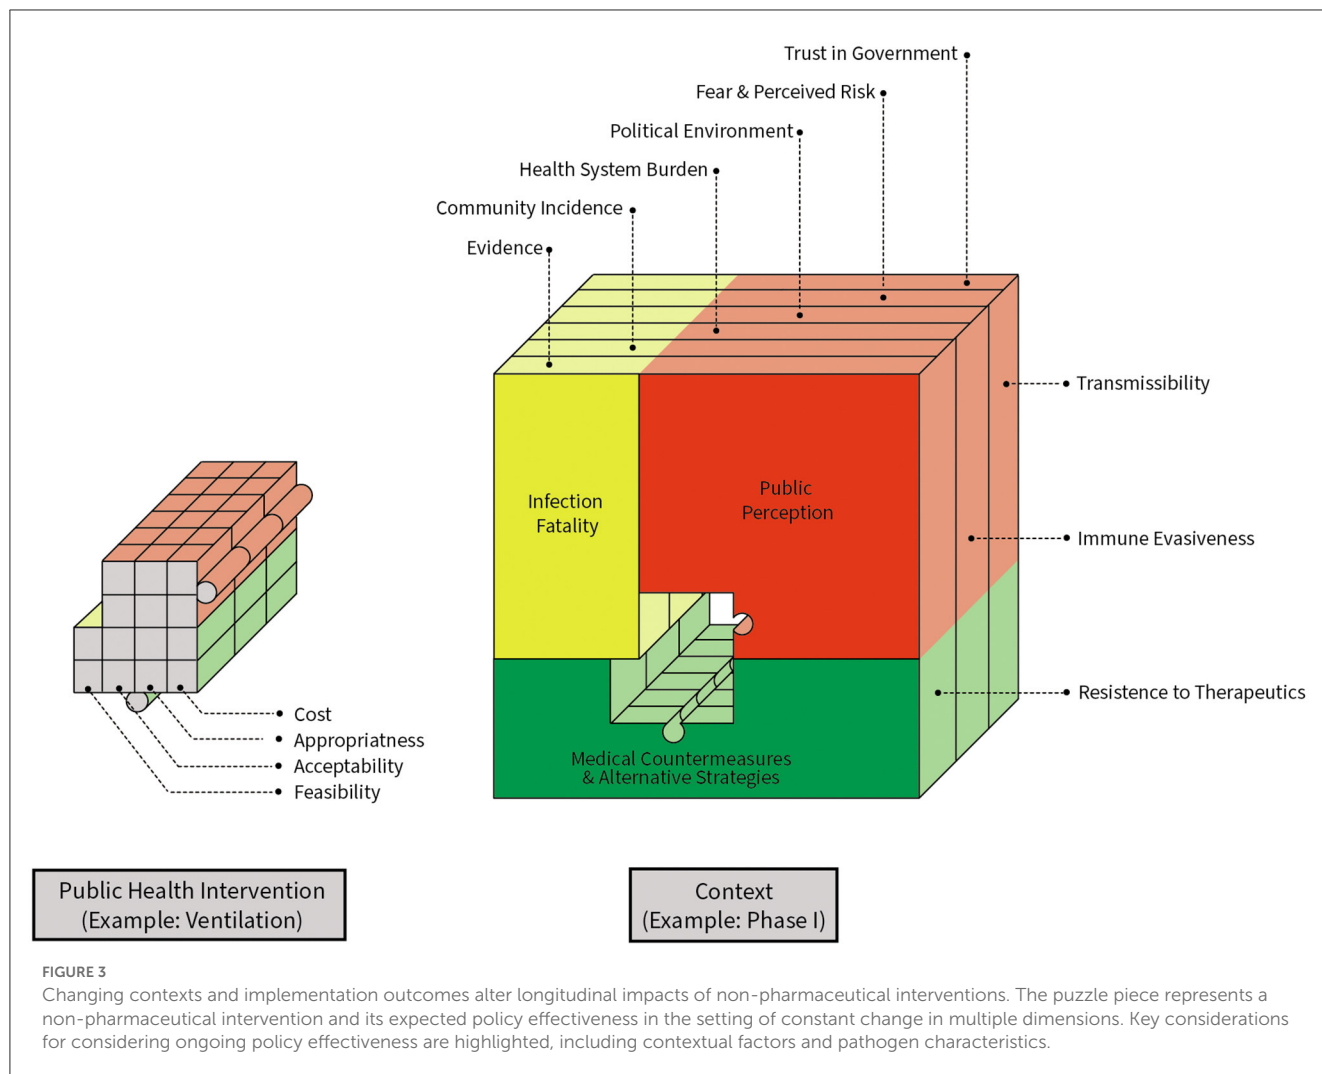 Trust in Government
Fear & Perceived Risk
Political Environment
Health System Burden
Community Incidence
Evidence
Transmissibility
Infection
Fatality
Public
Perception
Immune Evasiveness
Resistence to Therapeutics
Cost
Appropriatness
Acceptability
Feasibility
Medical Countermeasures
& Alternative Strategies
Public Health Intervention
(Example: Ventilation)
Context
(Example: Phase I)
FIGURE 3
Changing contexts and implementation outcomes alter longitudinal impacts of non-pharmaceutical interventions. The puzzle piece represents a
non-pharmaceutical intervention and its expected policy effectiveness in the setting of constant change in multiple dimensions. Key considerations
for considering ongoing policy effectiveness are highlighted, including contextual factors and pathogen characteristics.